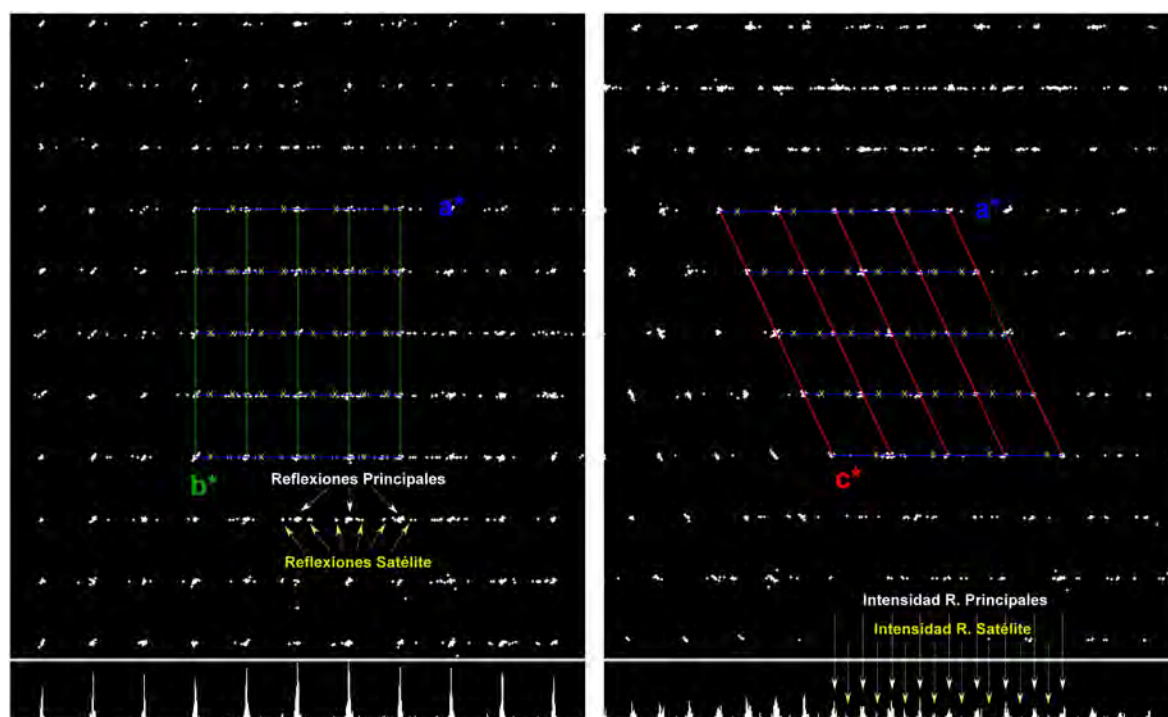 a*
b*
Reflexiones Principales
Reflexiones Satélite
a*
c*
Intensidad R. Principales
Intensidad R. Satélite